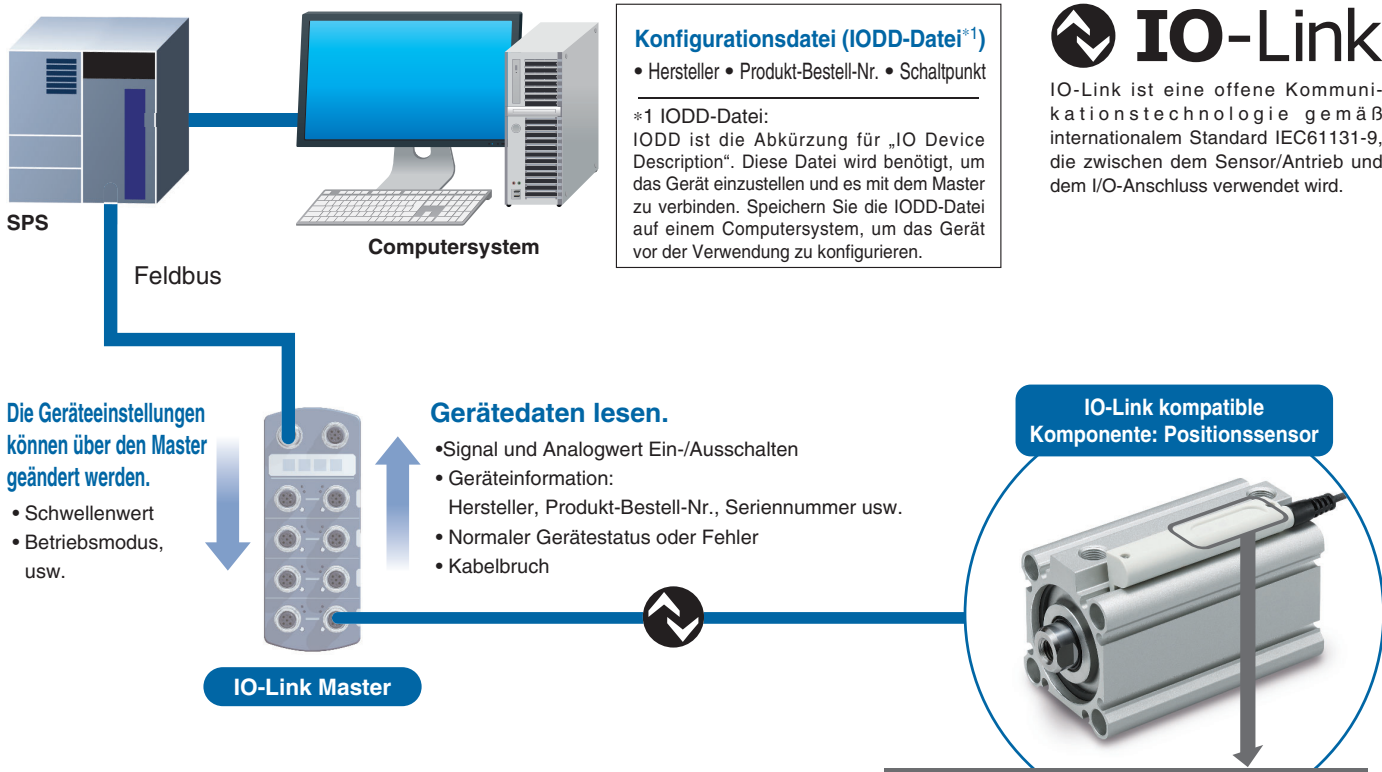 Konfigurationsdatei (IODD-Datei*1)
• Hersteller • Produkt-Bestell-Nr. • Schaltpunkt
*1 IODD-Datei:
IODD ist die Abkürzung für „IO Device
Description“. Diese Datei wird benötigt, um
das Gerät einzustellen und es mit dem Master
zu verbinden. Speichern Sie die IODD-Datei
auf einem Computersystem, um das Gerät
vor der Verwendung zu konfigurieren.
IO-Link
IO-Link ist eine offene Kommuni-
kationstechnologie gemäß
internationalem Standard IEC61131-9,
die zwischen dem Sensor/Antrieb und
dem I/O-Anschluss verwendet wird.
SPS
Computersystem
Feldbus
Die Geräteeinstellungen
können über den Master
geändert werden.
• Schwellenwert
• Betriebsmodus,
usw.
Gerätedaten lesen.
•Signal und Analogwert Ein-/Ausschalten
• Geräteinformation:
Hersteller, Produkt-Bestell-Nr., Seriennummer usw.
• Normaler Gerätestatus oder Fehler
• Kabelbruch
IO-Link kompatible
Komponente: Positionssensor
IO-Link Master